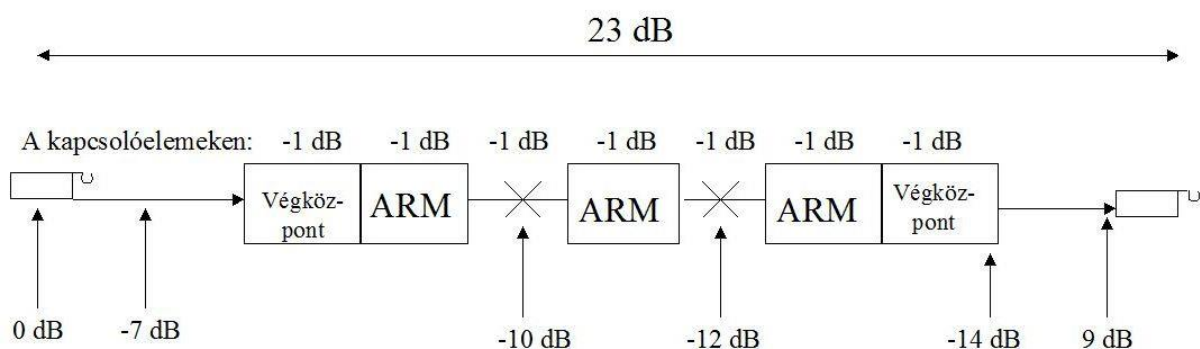 23 dB
A kapcsolóelemeken: -1 dB -1 dB -1 dB -1 dB -1 dB -1 dB -1 dB
Végköz-
pont
ARM
ARM
ARM
Végköz-
pont
0 dB -7 dB -10 dB -12 dB -14 dB 9 dB